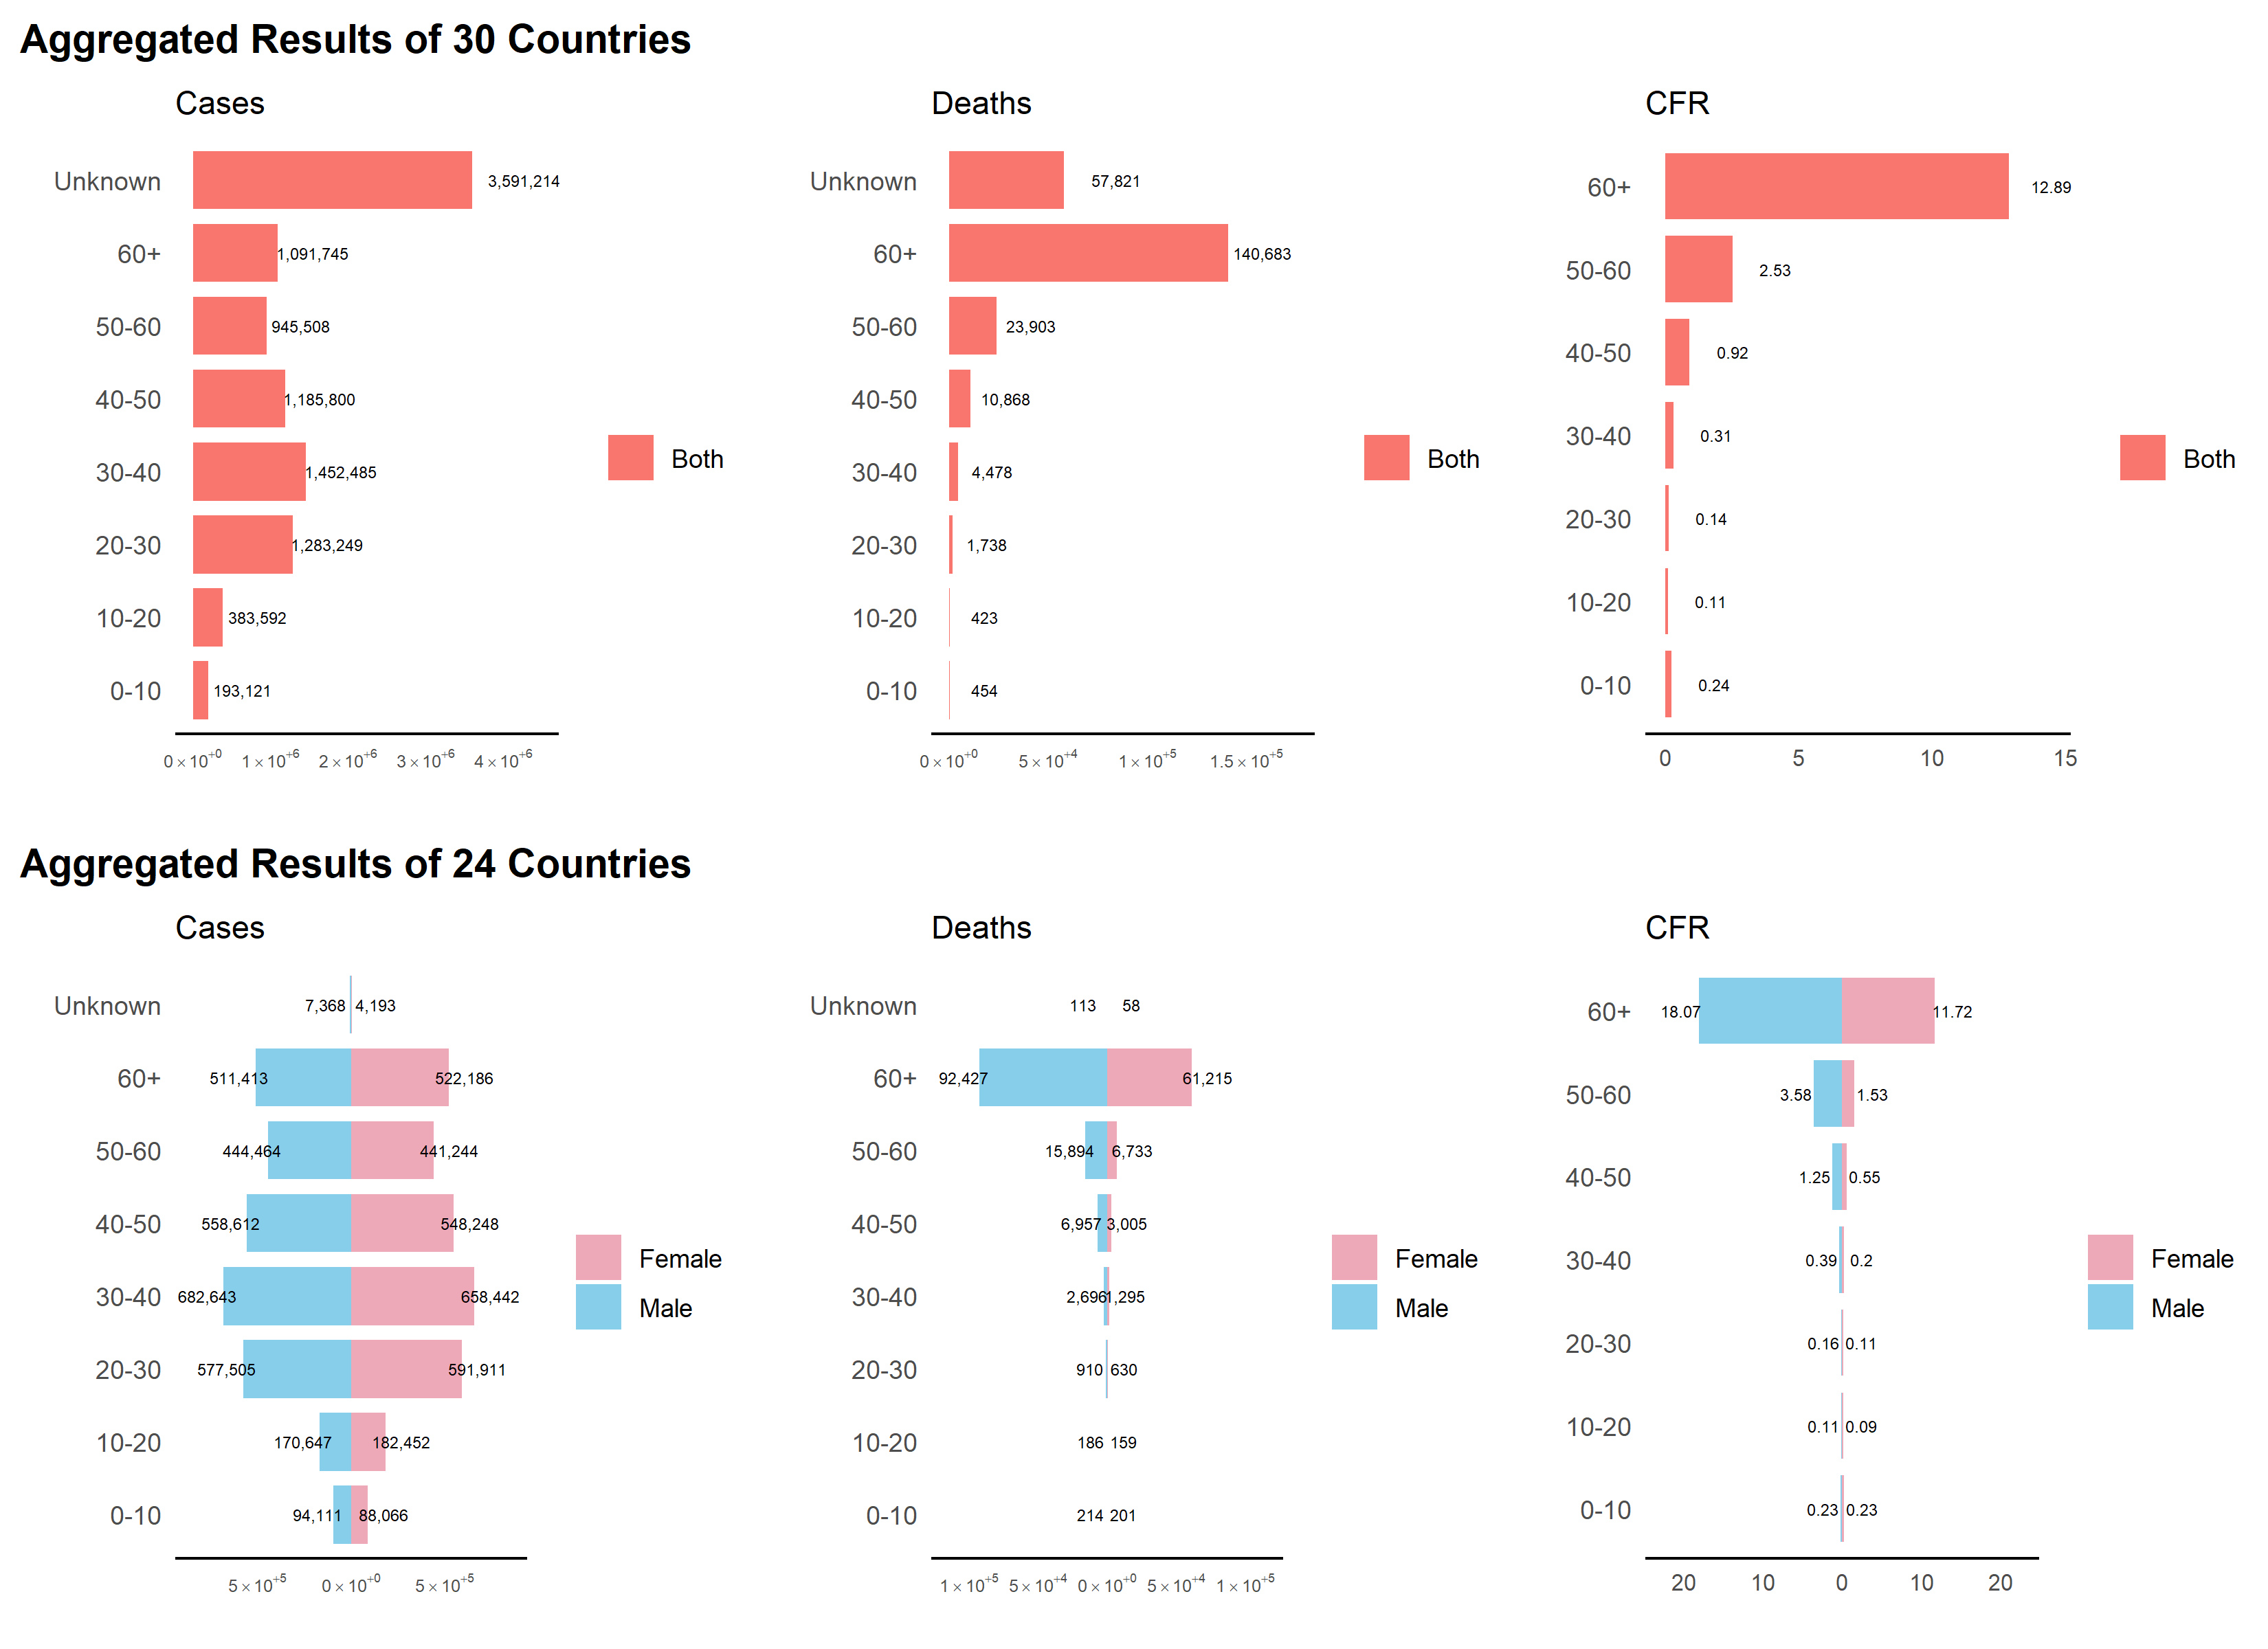 Aggregated Results of 30 Countries
Cases
Unknown 3,591,214
60+ 1,091,745
50-60 945,508
40-50 1,185,800
30-40 1,452,485
20-30 1,283,249
10-20 383,592
0-10 193,121
0×10⁺⁰ 1×10⁺⁶ 2×10⁺⁶ 3×10⁺⁶ 4×10⁺⁶
Both
Deaths
Unknown 57,821
60+ 140,683
50-60 23,903
40-50 10,868
30-40 4,478
20-30 1,738
10-20 423
0-10 454
0×10⁺⁰ 5×10⁺⁴ 1×10⁺⁵ 1.5×10⁺⁵
Both
CFR
60+ 12.89
50-60 2.53
40-50 0.92
30-40 0.31
20-30 0.14
10-20 0.11
0-10 0.24
0 5 10 15
Both
Aggregated Results of 24 Countries
Cases
Unknown 7,368 4,193
60+ 511,413 522,186
50-60 444,464 441,244
40-50 558,612 548,248
30-40 682,643 658,442
20-30 577,505 591,911
10-20 170,647 182,452
0-10 94,111 88,066
5×10⁺⁵ 0×10⁺⁰ 5×10⁺⁵
Female
Male
Deaths
Unknown 113 58
60+ 92,427 61,215
50-60 15,894 6,733
40-50 6,957 3,005
30-40 2,696 1,295
20-30 910 630
10-20 186 159
0-10 214 201
1×10⁺⁵ 5×10⁺⁴ 0×10⁺⁰ 5×10⁺⁴ 1×10⁺⁵
Female
Male
CFR
60+ 18.07 11.72
50-60 3.58 1.53
40-50 1.25 0.55
30-40 0.39 0.2
20-30 0.16 0.11
10-20 0.11 0.09
0-10 0.23 0.23
20 10 0 10 20
Female
Male